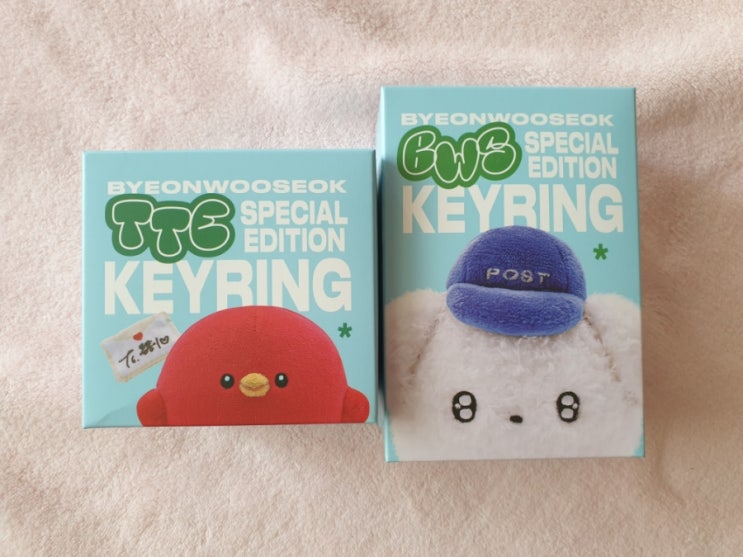 BYEONWOOSEOK
TTE SPECIAL
EDITION
KEYRING
BYEONWOOSEOK
BWS SPECIAL
EDITION
KEYRING
POST